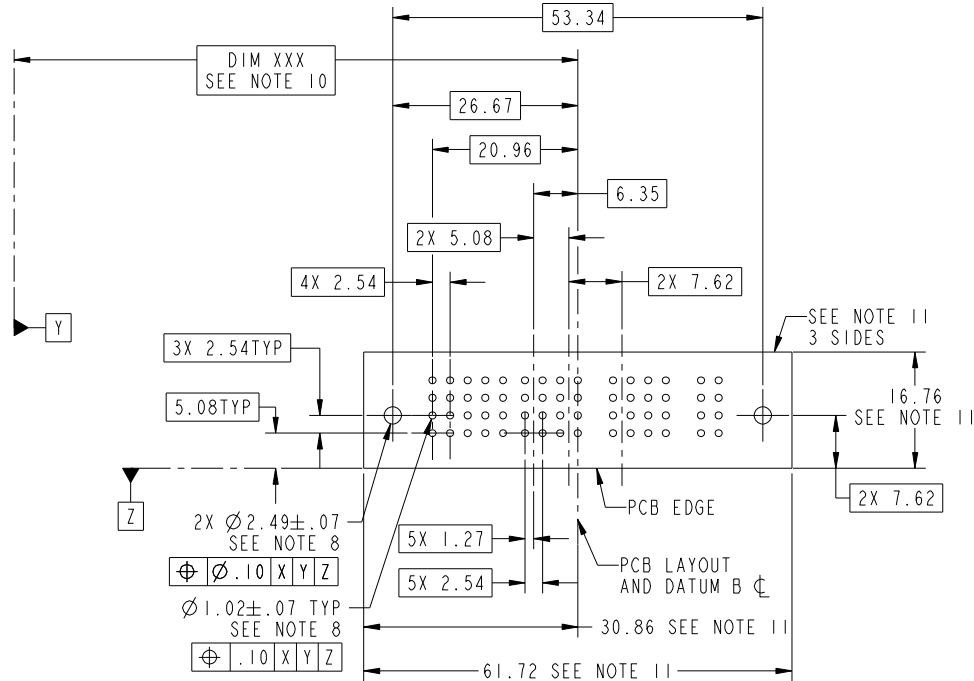 53.34
DIM XXX
SEE NOTE 10
26.67
20.96
6.35
2X 5.08
4X 2.54
2X 7.62
Y
SEE NOTE 11
3 SIDES
3X 2.54TYP
5.08TYP
16.76
SEE NOTE 11
Z
2X 7.62
PCB EDGE
2X Ø2.49±.07
SEE NOTE 8
⌖ Ø.10 X Y Z
5X 1.27
PCB LAYOUT
AND DATUM B ℄
5X 2.54
Ø1.02±.07 TYP
SEE NOTE 8
⌖ .10 X Y Z
30.86 SEE NOTE 11
61.72 SEE NOTE 11